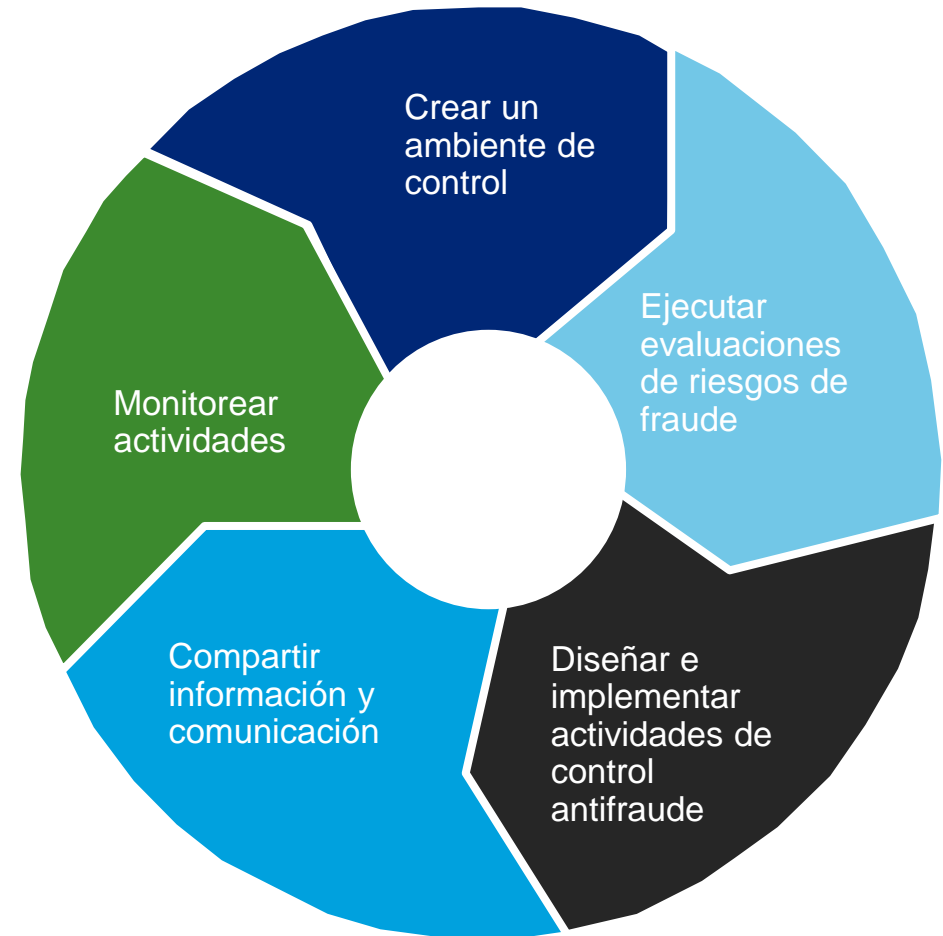 Crear un
ambiente de
control
Ejecutar
evaluaciones
de riesgos de
fraude
Diseñar e
implementar
actividades de
control
antifraude
Compartir
información y
comunicación
Monitorear
actividades